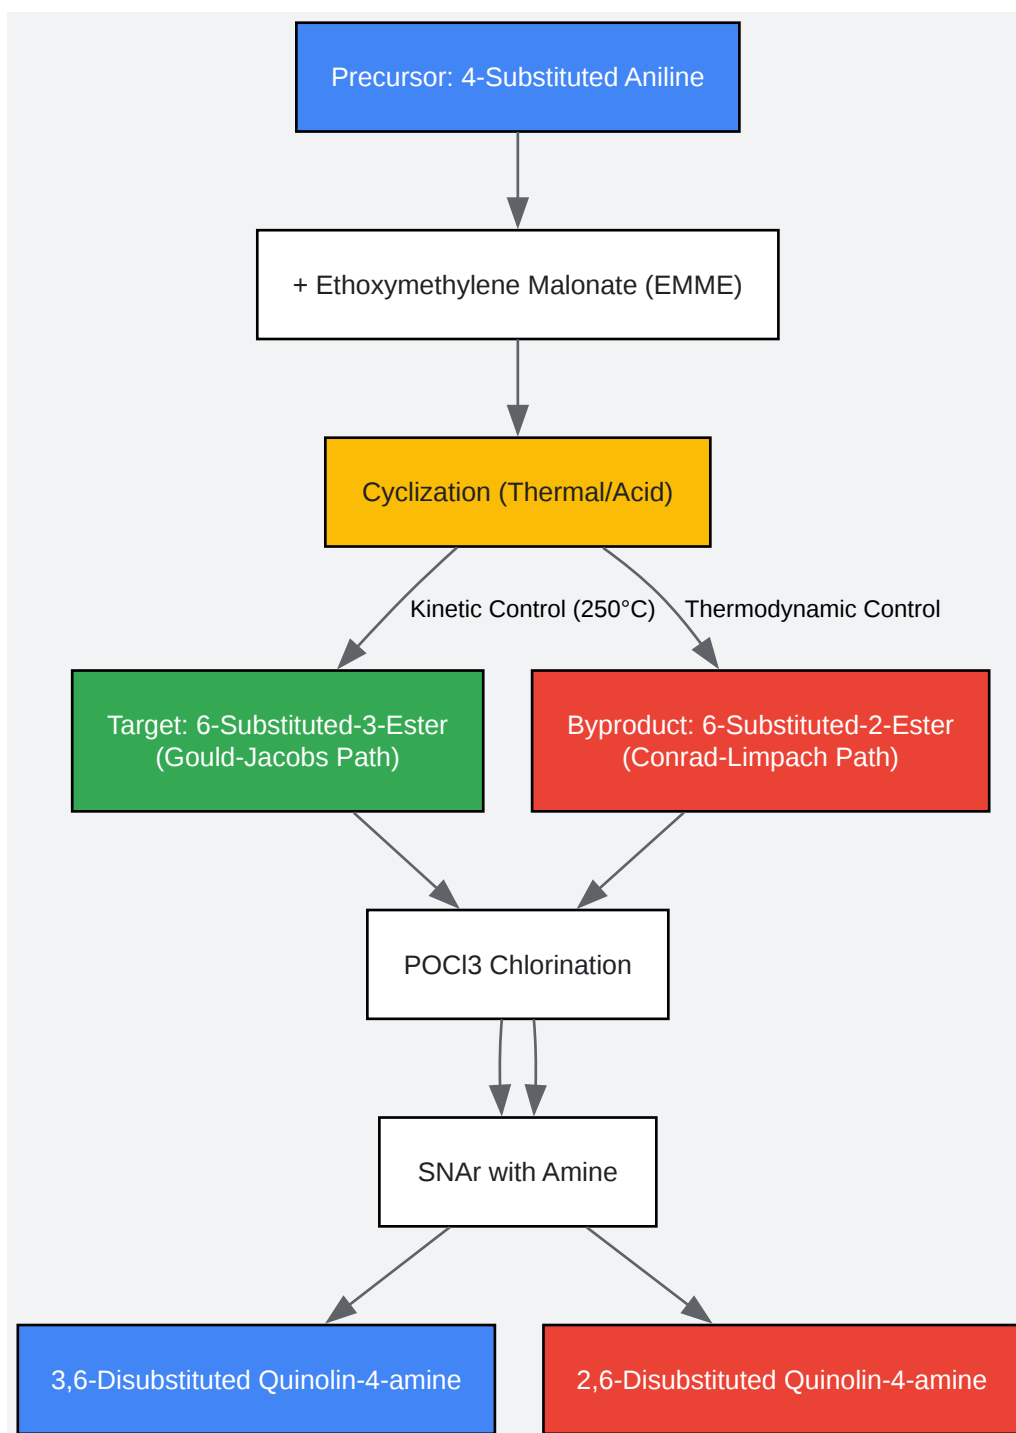 Precursor: 4-Substituted Aniline
+ Ethoxymethylene Malonate (EMME)
Cyclization (Thermal/Acid)
Kinetic Control (250°C)
Thermodynamic Control
Target: 6-Substituted-3-Ester
(Gould-Jacobs Path)
Byproduct: 6-Substituted-2-Ester
(Conrad-Limpach Path)
POCl3 Chlorination
SNAr with Amine
3,6-Disubstituted Quinolin-4-amine
2,6-Disubstituted Quinolin-4-amine